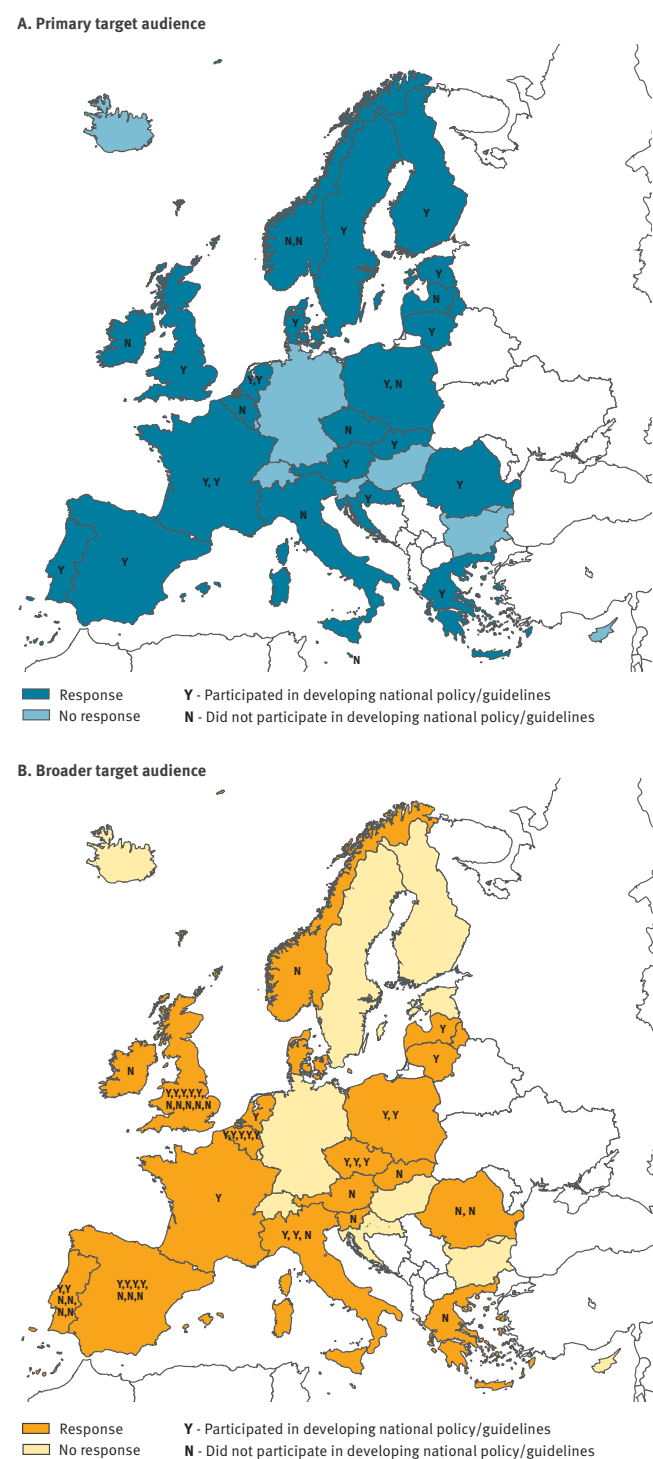 A. Primary target audience
N,N
Y
Y
Y
N
Y
Y
N
Y
Y,Y
N
Y, N
N
Y
Y
Y, Y
Y
N
Y
Y
Y
Y
N
Response
Y - Participated in developing national policy/guidelines
No response
N - Did not participate in developing national policy/guidelines
B. Broader target audience
N
Y
Y
N
Y,Y,Y,Y,Y,
N,N,N,N,N
Y
Y,Y,Y,Y,Y
Y, Y
Y, Y, Y
N
N
Y
N
N, N
Y, Y, N
Y,Y
N,N,
N,N
Y,Y,Y,Y,
N,N,N
N
Response
Y - Participated in developing national policy/guidelines
No response
N - Did not participate in developing national policy/guidelines